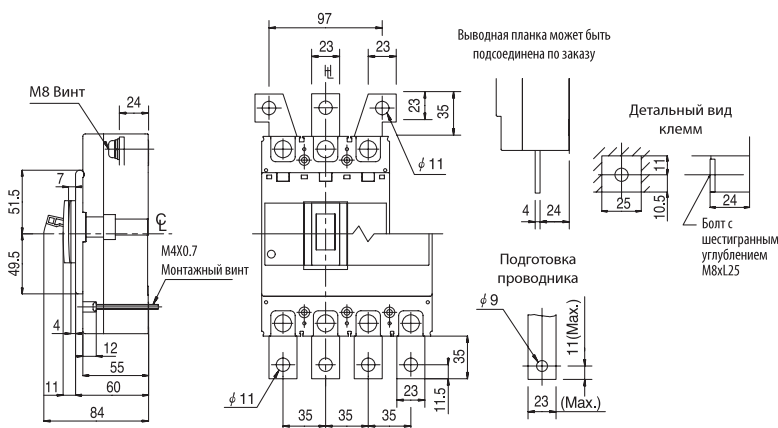 97
23
23
℄
M8 Винт
24
23
35
ϕ 11
7
51.5
49.5
℄
M4X0.7
Монтажный винт
4
12
55
11
60
84
ϕ 11
35
35
35
23
11.5
35
Выводная планка может быть
подсоединена по заказу
4
24
Детальный вид
клемм
11
25
10.5
24
Болт с
шестигранным
углублением
M8xL25
Подготовка
проводника
ϕ 9
11(Max.)
23
(Max.)